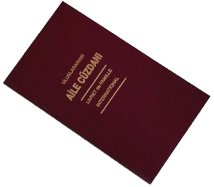 ULUSLARARASI
AİLE CÜZDANI
LIVRET de FAMILLE
INTERNATIONAL